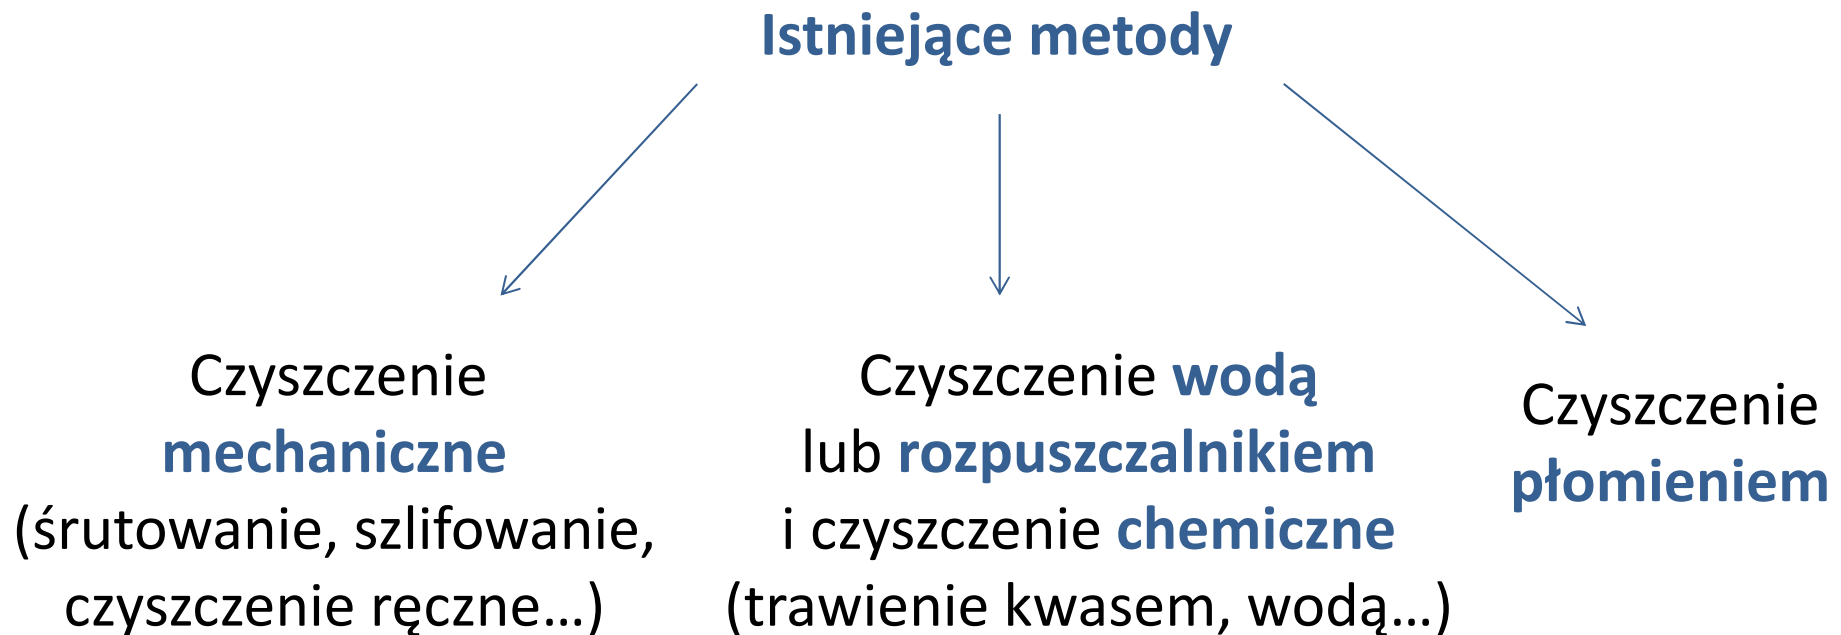 Istniejące metody
Czyszczenie
mechaniczne
(śrutowanie, szlifowanie,
czyszczenie ręczne…)
Czyszczenie wodą
lub rozpuszczalnikiem
i czyszczenie chemiczne
(trawienie kwasem, wodą…)
Czyszczenie
płomieniem